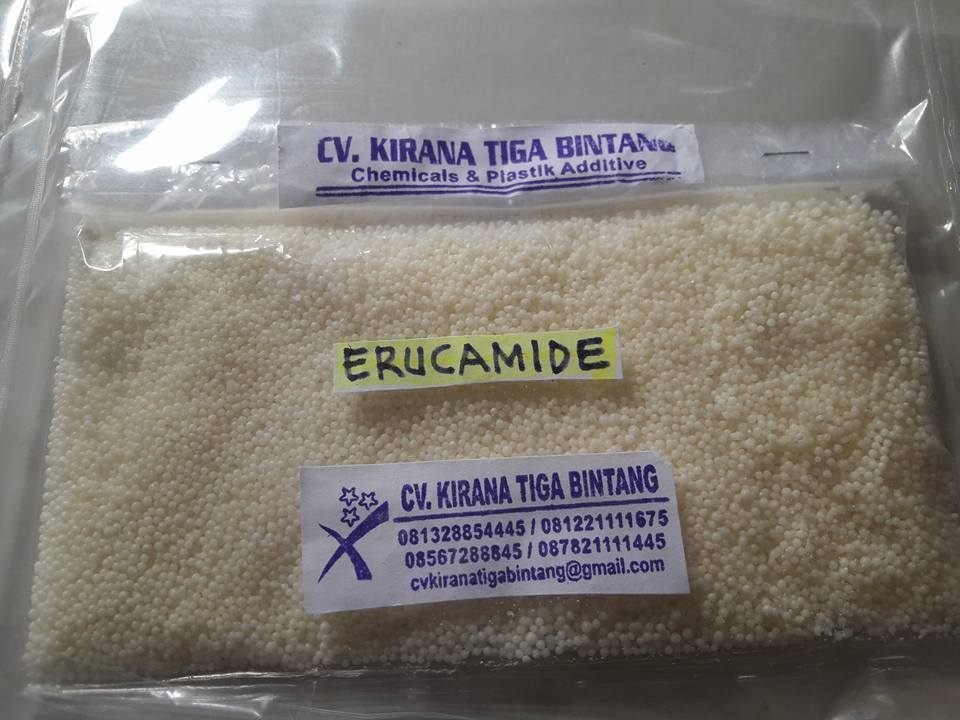 CV. KIRANA TIGA BINTANG
Chemicals & Plastik Additive
ERUCAMIDE
CV. KIRANA TIGA BINTANG
081328854445 / 081221111675
08567288845 / 087821111445
cvkiranatigabintang@gmail.com